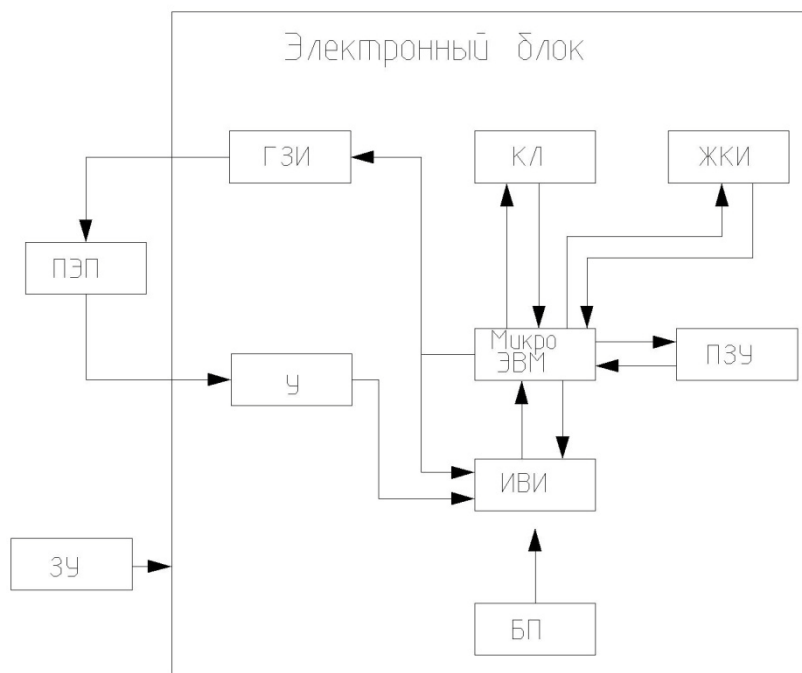 Электронный блок
ГЗИ
КЛ
ЖКИ
ПЭП
Микро
ЭВМ
ПЗУ
У
ИВИ
ЗУ
БП